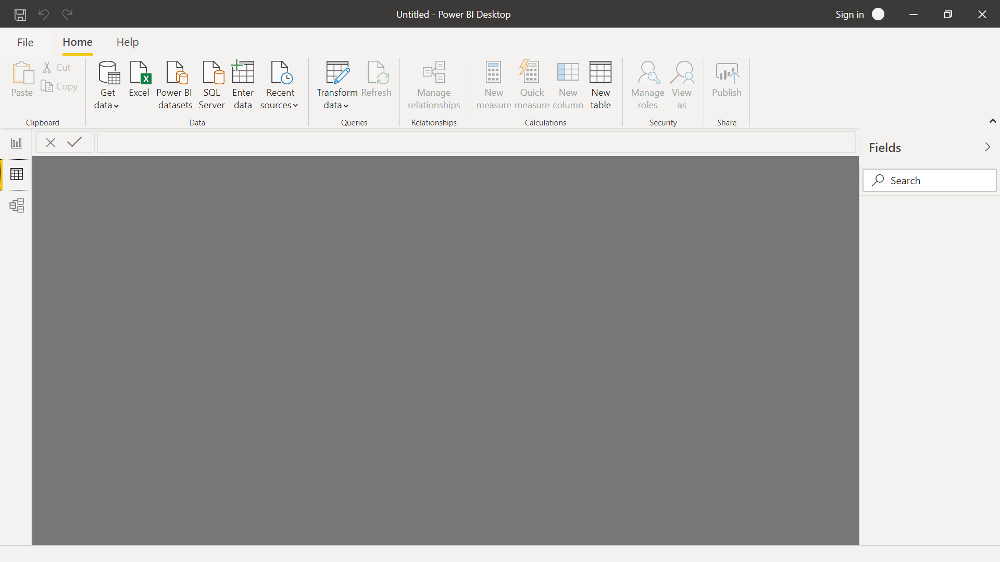 Untitled - Power BI Desktop
Sign in
File
Home
Help
Paste
Cut
Copy
Clipboard
Get
data
Excel
Power BI
datasets
SQL
Server
Enter
data
Recent
sources
Data
Transform
data
Refresh
Queries
Manage
relationships
Relationships
New
measure
Quick
measure
New
column
New
table
Calculations
Manage
roles
View
as
Security
Publish
Share
Fields
Search